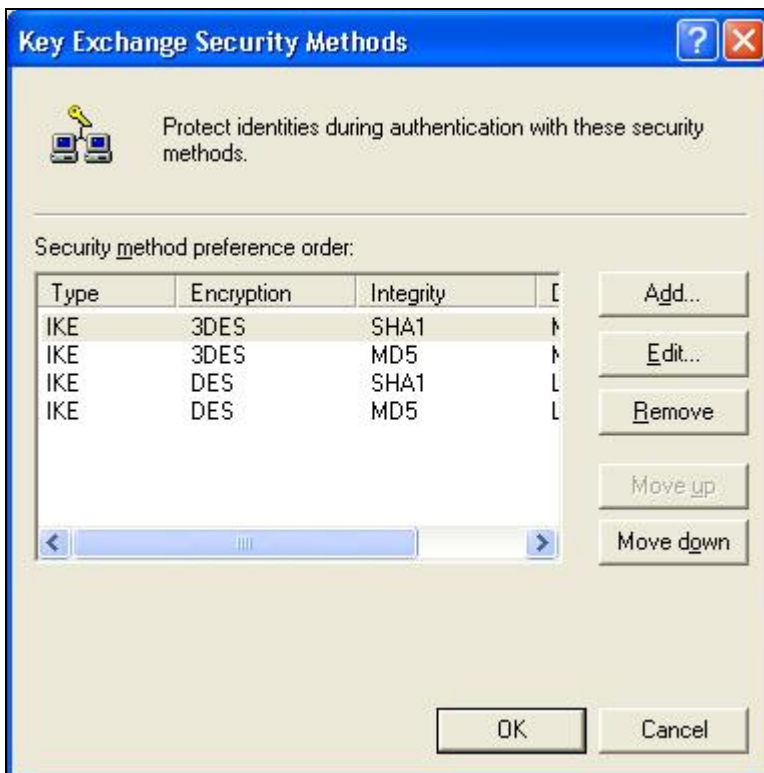 Key Exchange Security Methods
Protect identities during authentication with these security
methods.
Security method preference order:
Type Encryption Integrity
IKE 3DES SHA1
IKE 3DES MD5
IKE DES SHA1
IKE DES MD5
Add...
Edit...
Remove
Move up
Move down
OK Cancel